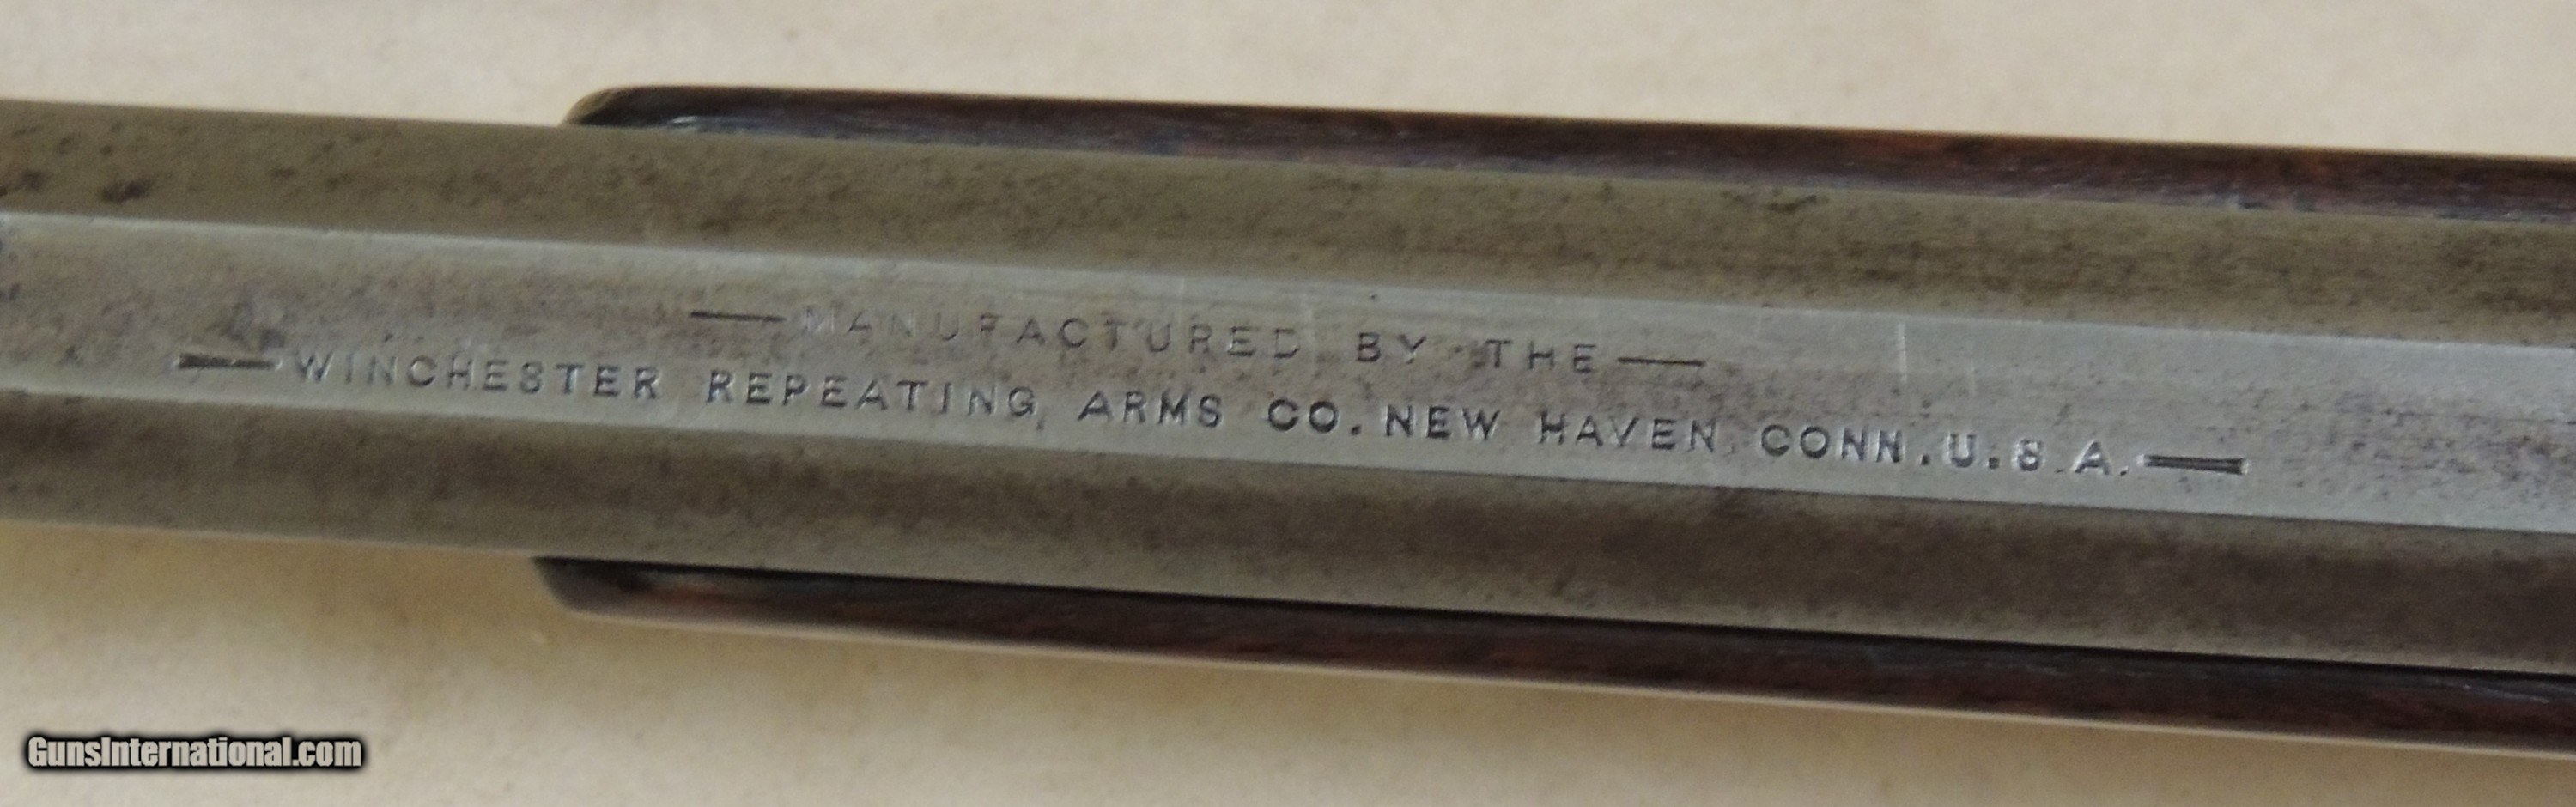 — MANUFACTURED BY THE —
— WINCHESTER REPEATING, ARMS CO. NEW HAVEN, CONN. U.S.A. —
GunsInternational.com